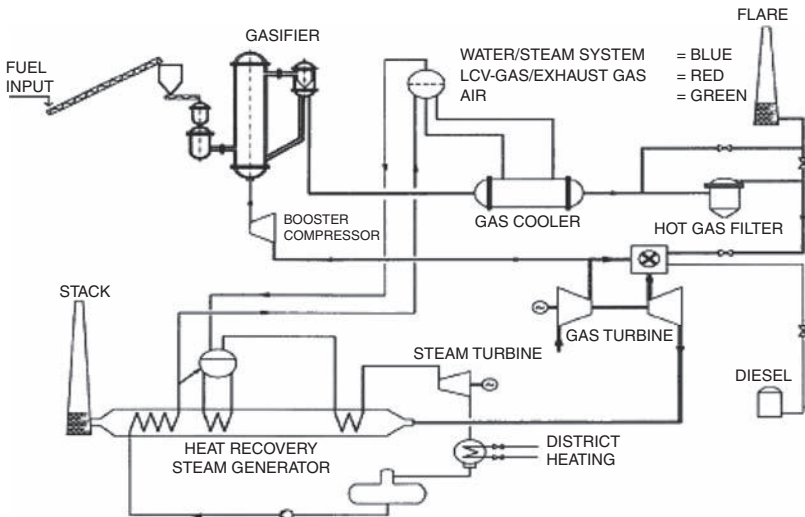 GASIFIER
FLARE
WATER/STEAM SYSTEM = BLUE
LCV-GAS/EXHAUST GAS = RED
AIR = GREEN
FUEL
INPUT
GAS COOLER
HOT GAS FILTER
BOOSTER
COMPRESSOR
STACK
GAS TURBINE
STEAM TURBINE
DIESEL
HEAT RECOVERY
STEAM GENERATOR
DISTRICT
HEATING